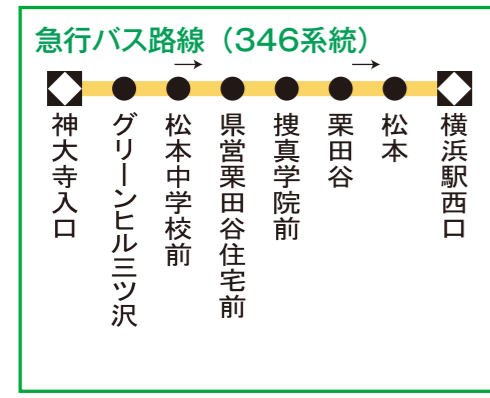 急行バス路線（346系統）
→ →
神大寺入口
グリーンヒル三ツ沢
松本中学校前
県営栗田谷住宅前
捜真学院前
栗田谷
松本
横浜駅西口